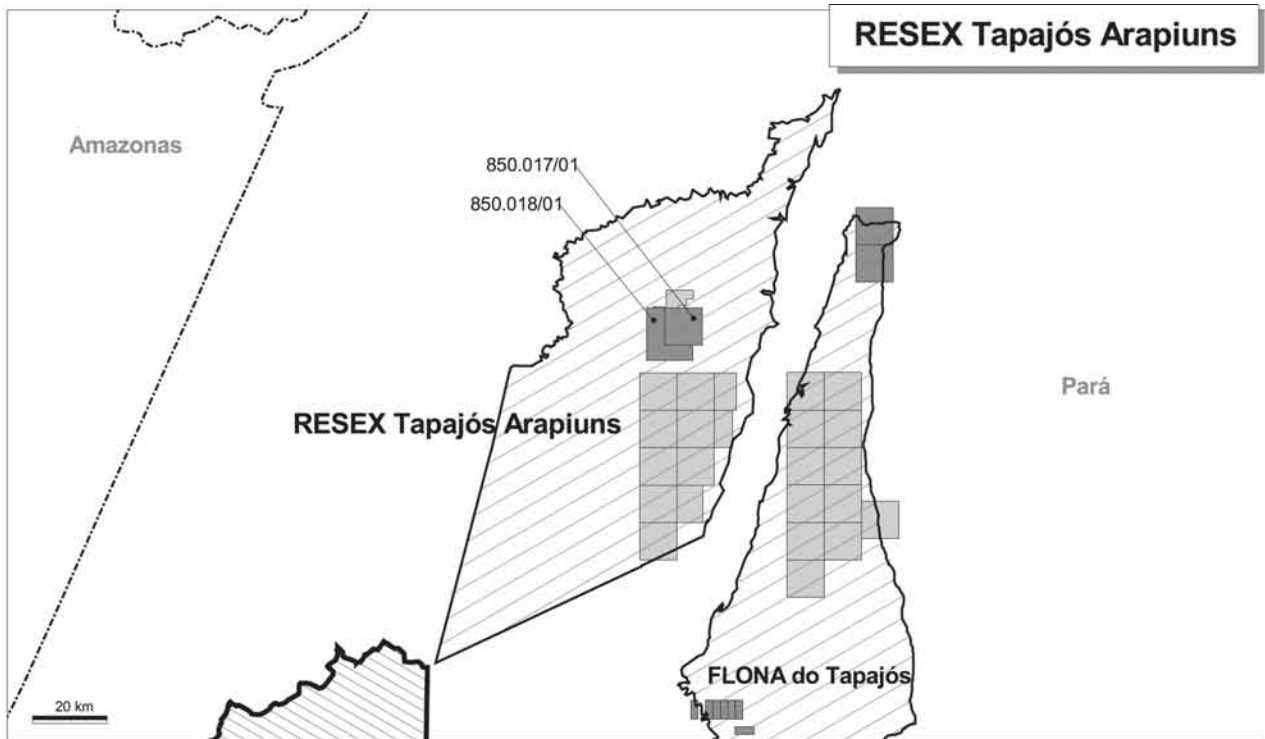 RESEX Tapajós Arapiuns
Amazonas
850.017/01
850.018/01
Pará
RESEX Tapajós Arapiuns
FLONA do Tapajós
20 km